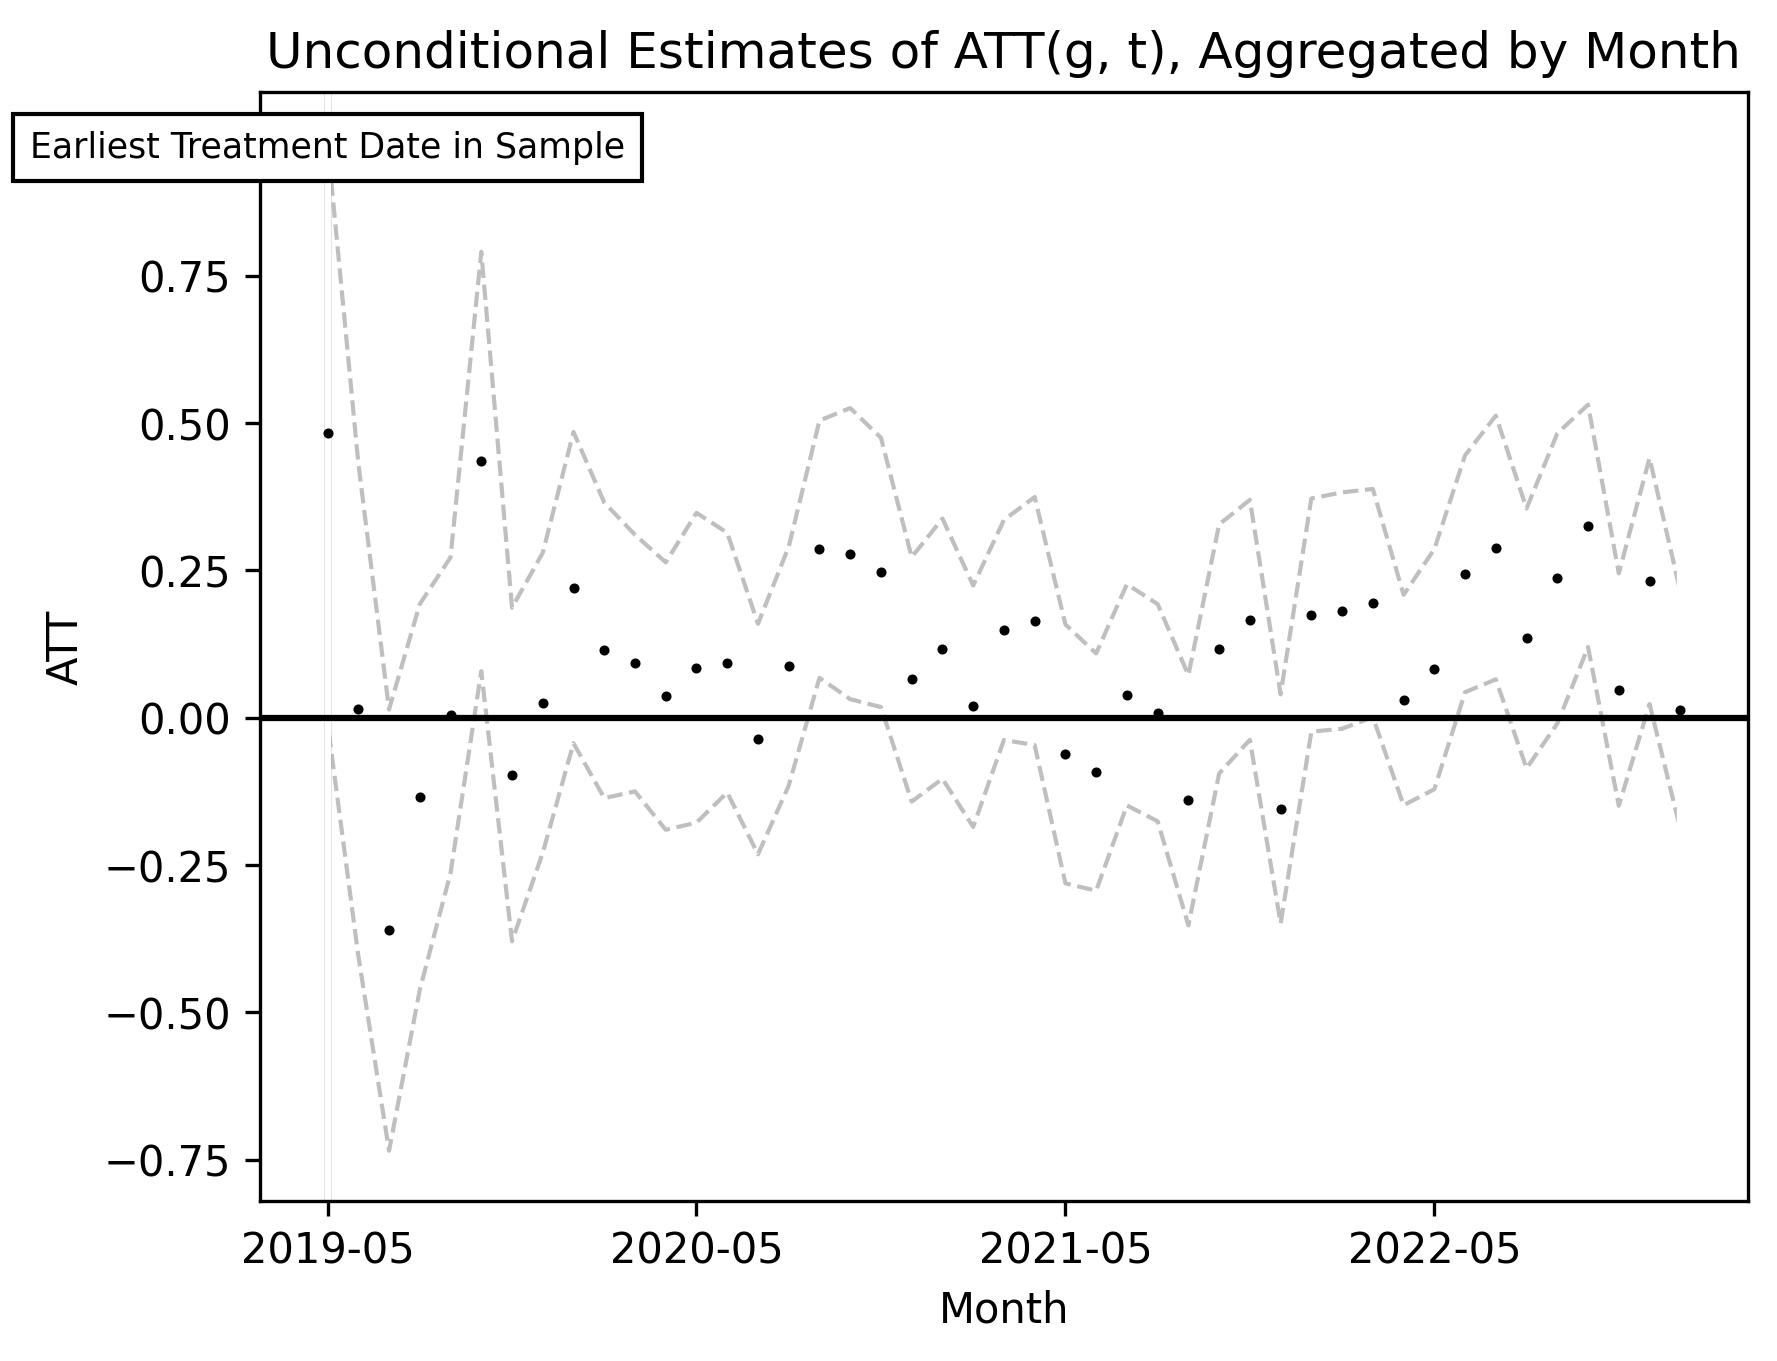 Unconditional Estimates of ATT(g, t), Aggregated by Month
Earliest Treatment Date in Sample
0.75
0.50
0.25
0.00
−0.25
−0.50
−0.75
ATT
2019-05 2020-05 2021-05 2022-05
Month